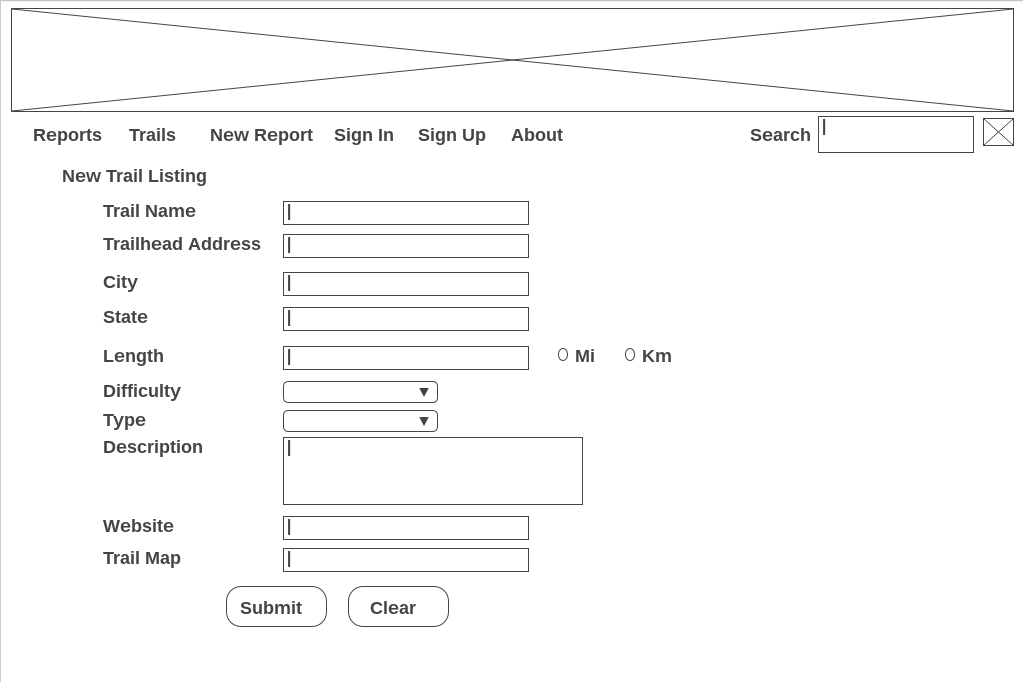 Reports Trails New Report Sign In Sign Up About Search
New Trail Listing
Trail Name
Trailhead Address
City
State
Length Mi Km
Difficulty
Type
Description
Website
Trail Map
Submit Clear